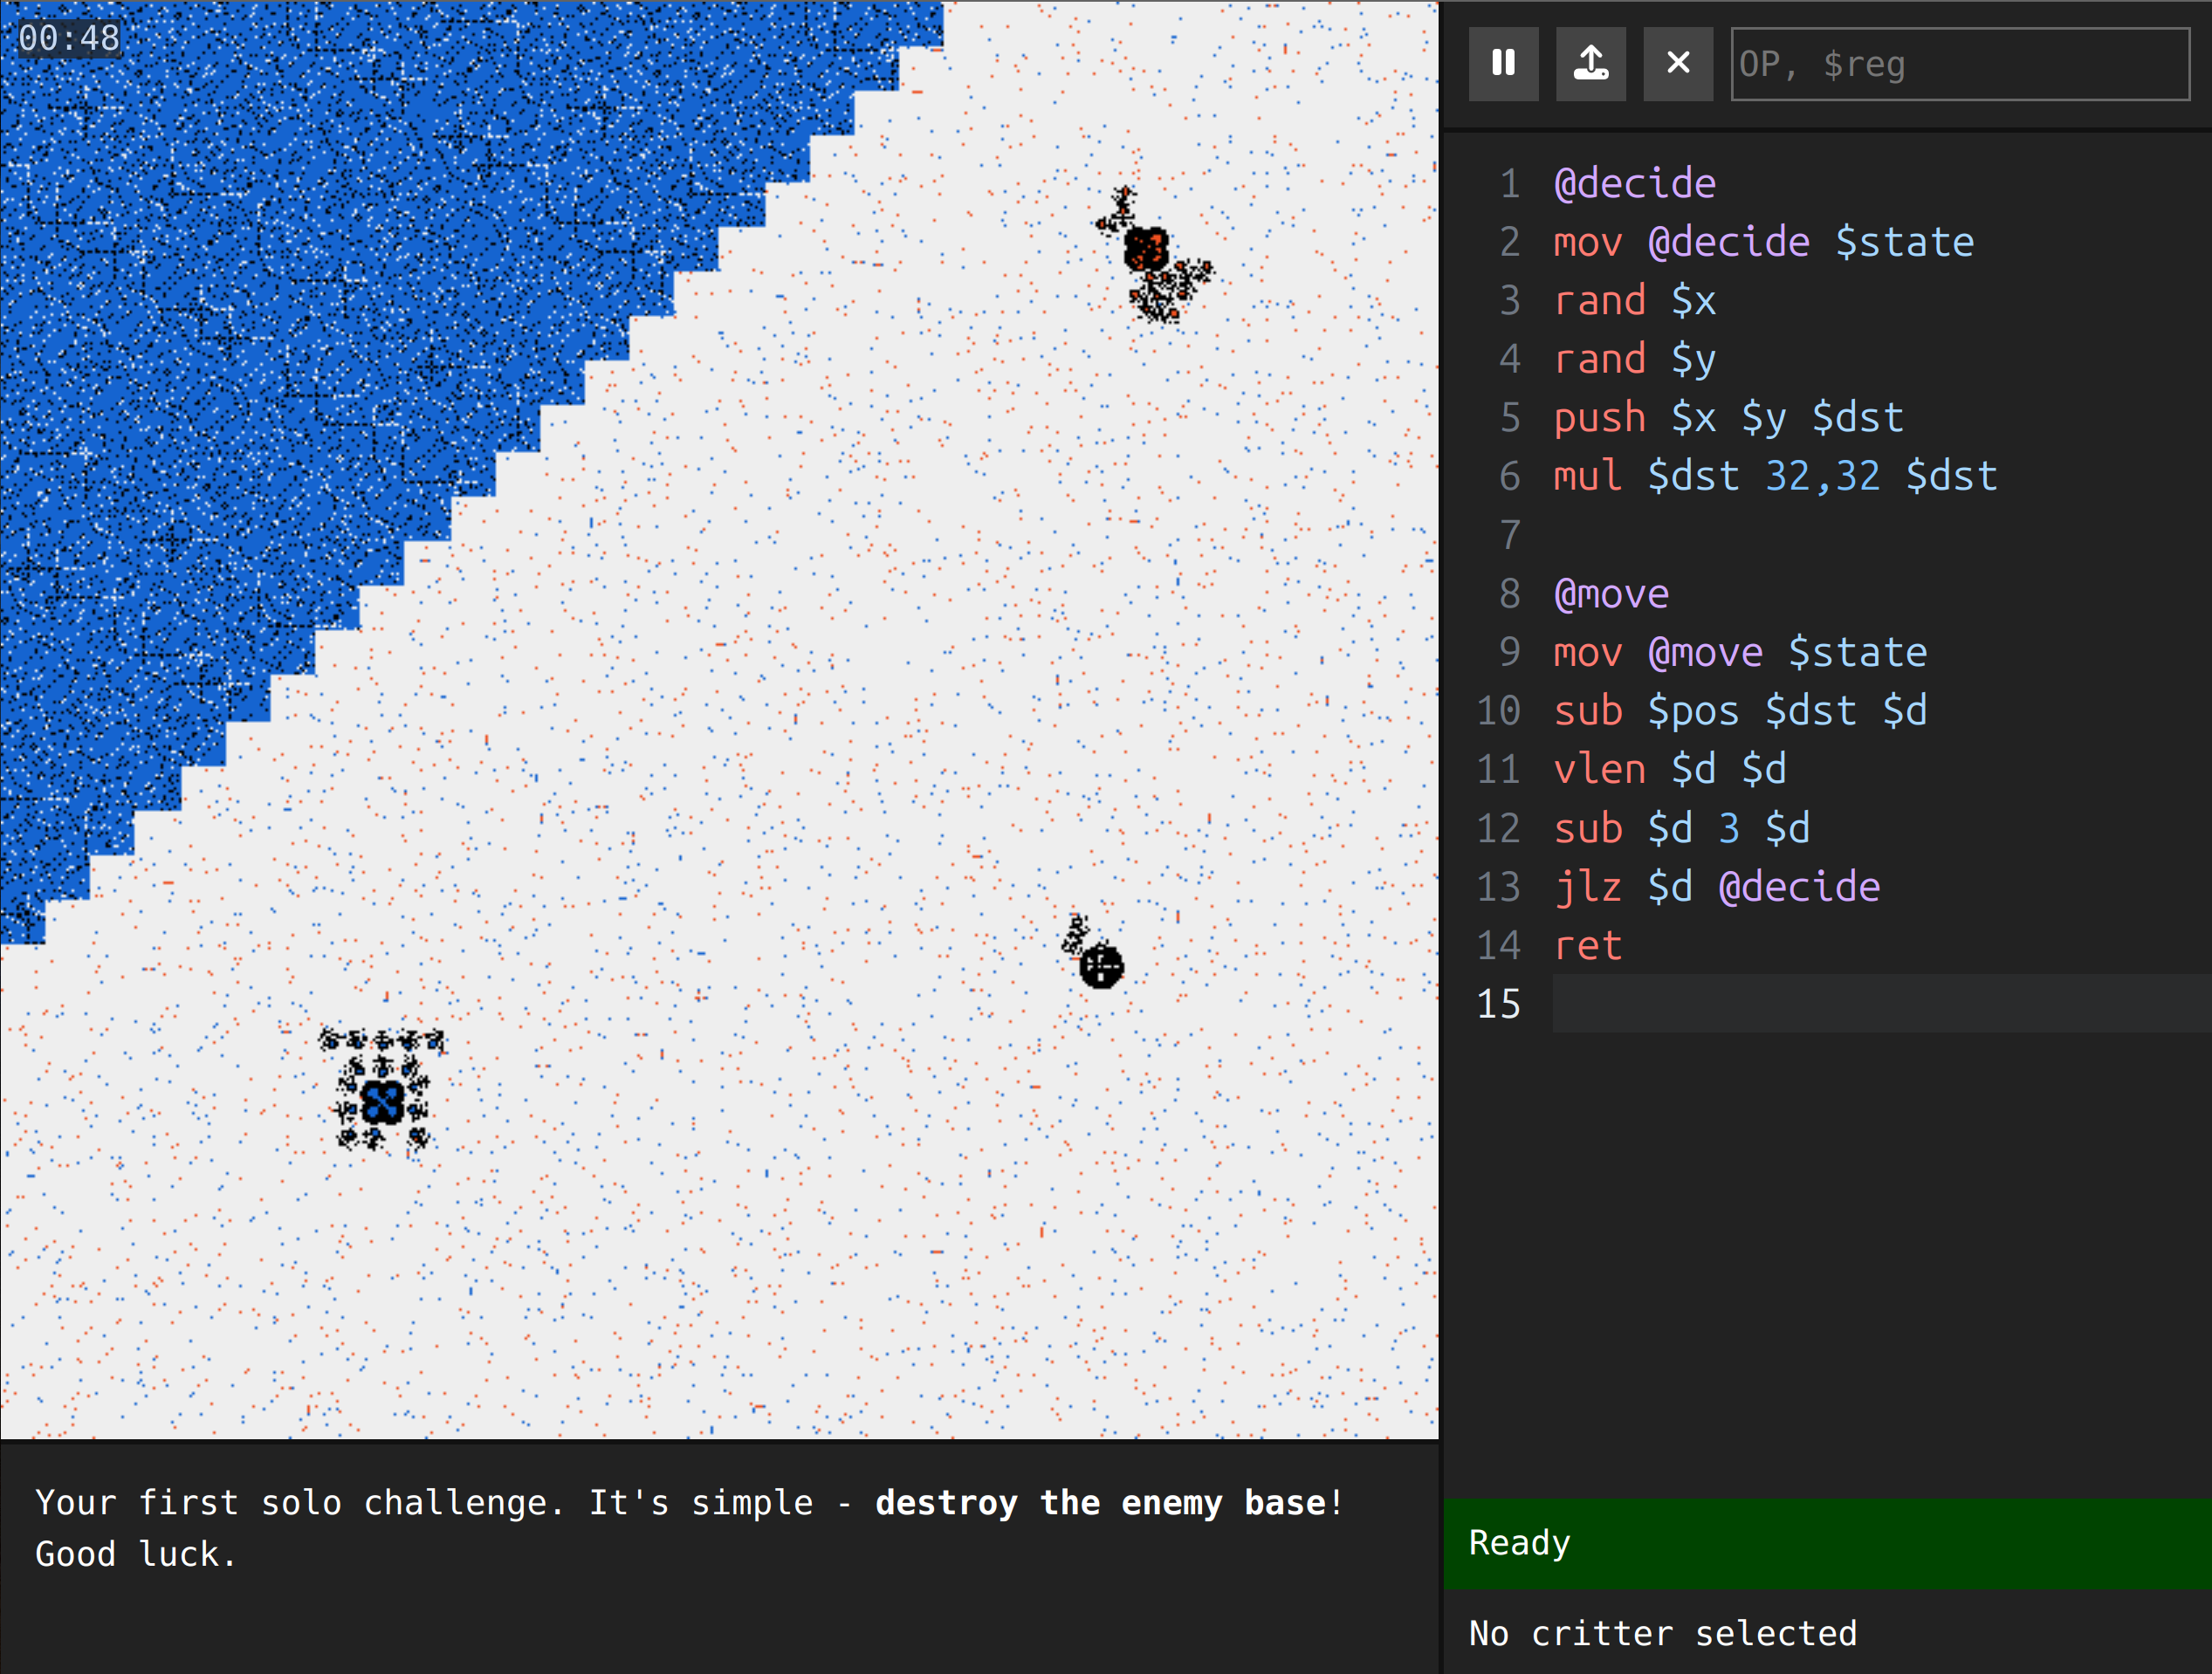 00:48
OP, $reg
1 @decide
2 mov @decide $state
3 rand $x
4 rand $y
5 push $x $y $dst
6 mul $dst 32,32 $dst
7
8 @move
9 mov @move $state
10 sub $pos $dst $d
11 vlen $d $d
12 sub $d 3 $d
13 jlz $d @decide
14 ret
15
Your first solo challenge. It's simple - destroy the enemy base!
Good luck.
Ready
No critter selected